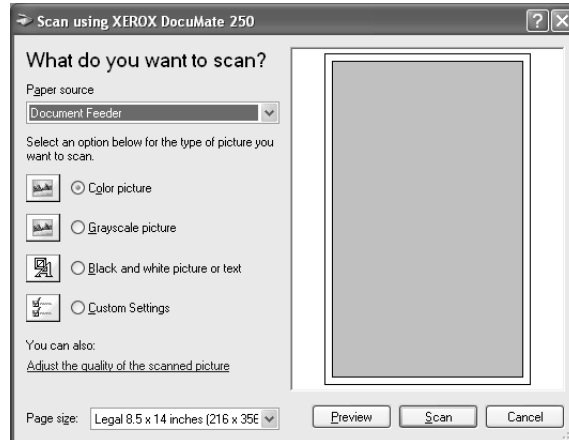 Scan using XEROX DocuMate 250
What do you want to scan?
Paper source
Document Feeder
Select an option below for the type of picture you
want to scan.
Color picture
Grayscale picture
Black and white picture or text
Custom Settings
You can also:
Adjust the quality of the scanned picture
Page size: Legal 8.5 x 14 inches (216 x 356
Preview Scan Cancel